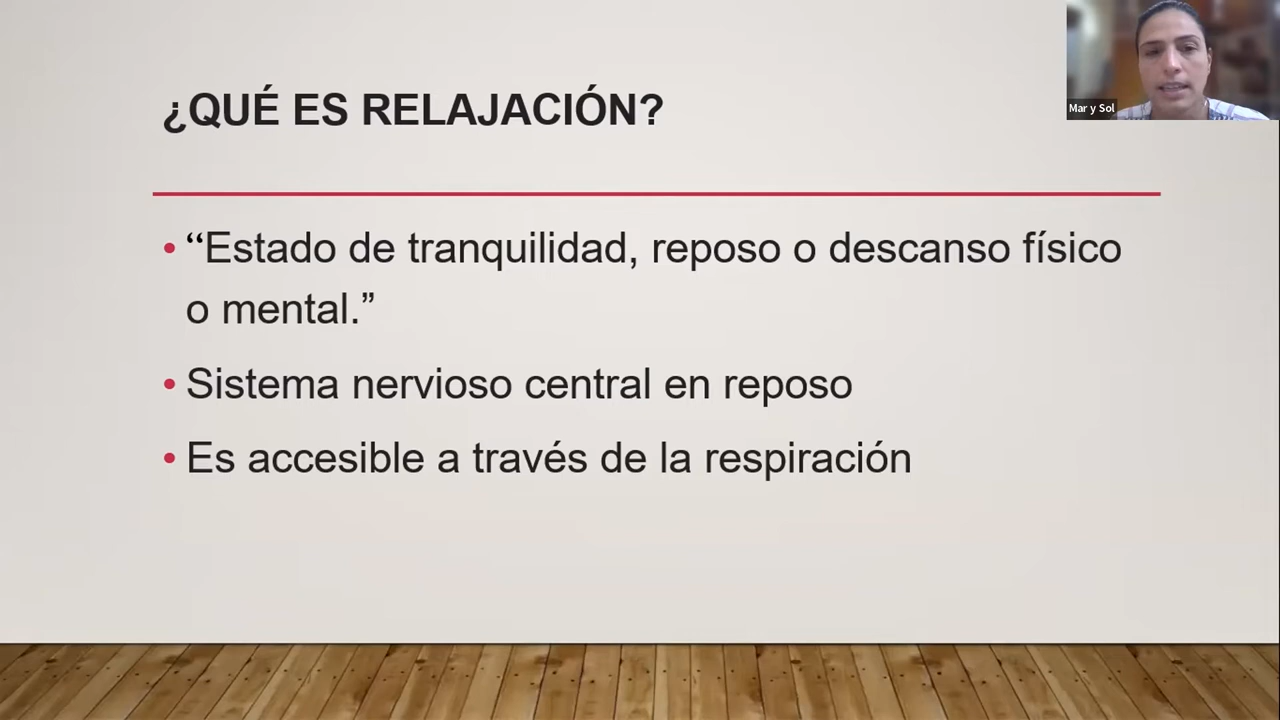 ¿QUÉ ES RELAJACIÓN?
Mar y Sol
• “Estado de tranquilidad, reposo o descanso físico
o mental.”
• Sistema nervioso central en reposo
• Es accesible a través de la respiración